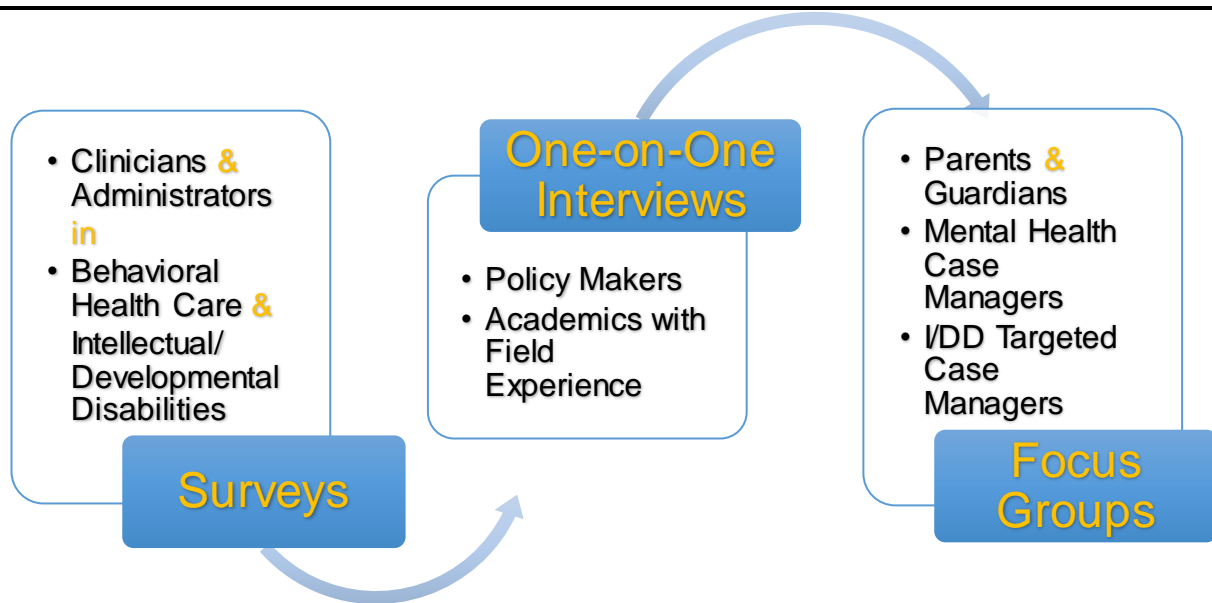 • Clinicians &
Administrators
in
• Behavioral
Health Care &
Intellectual/
Developmental
Disabilities
Surveys
One-on-One
Interviews
• Policy Makers
• Academics with
Field
Experience
• Parents &
Guardians
• Mental Health
Case
Managers
• I/DD Targeted
Case
Managers
Focus
Groups